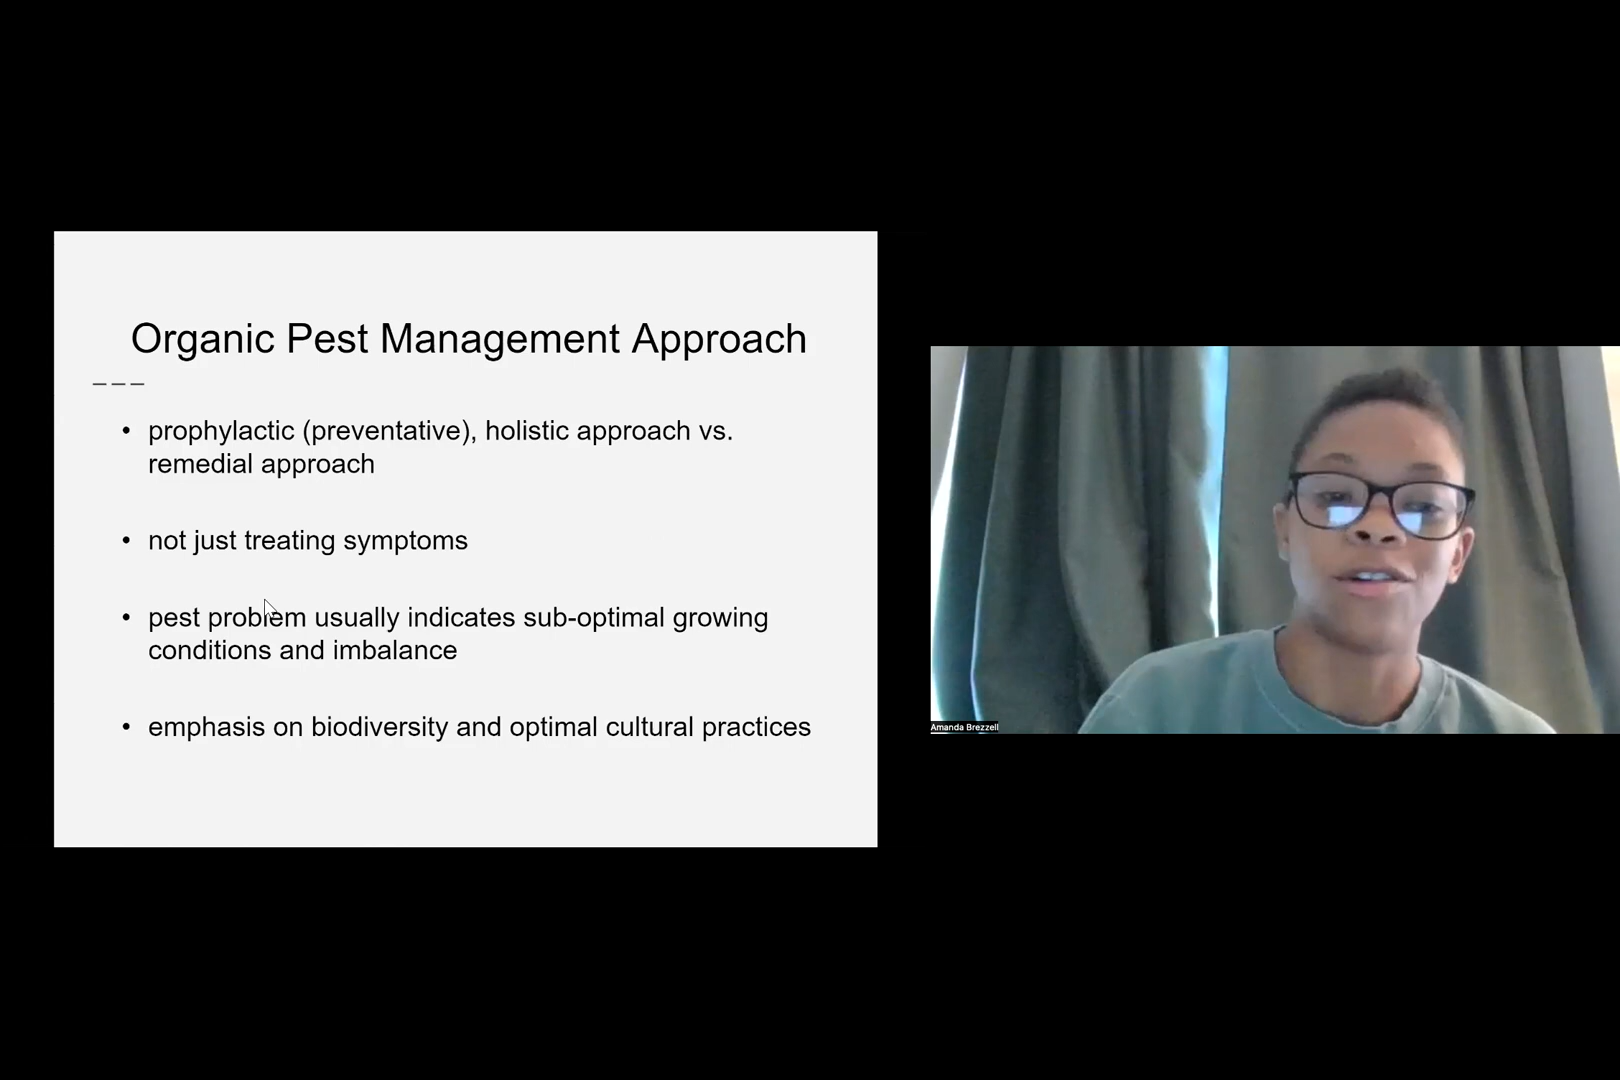 Organic Pest Management Approach
• prophylactic (preventative), holistic approach vs.
remedial approach
• not just treating symptoms
• pest problem usually indicates sub-optimal growing
conditions and imbalance
• emphasis on biodiversity and optimal cultural practices
Amanda Brezzell